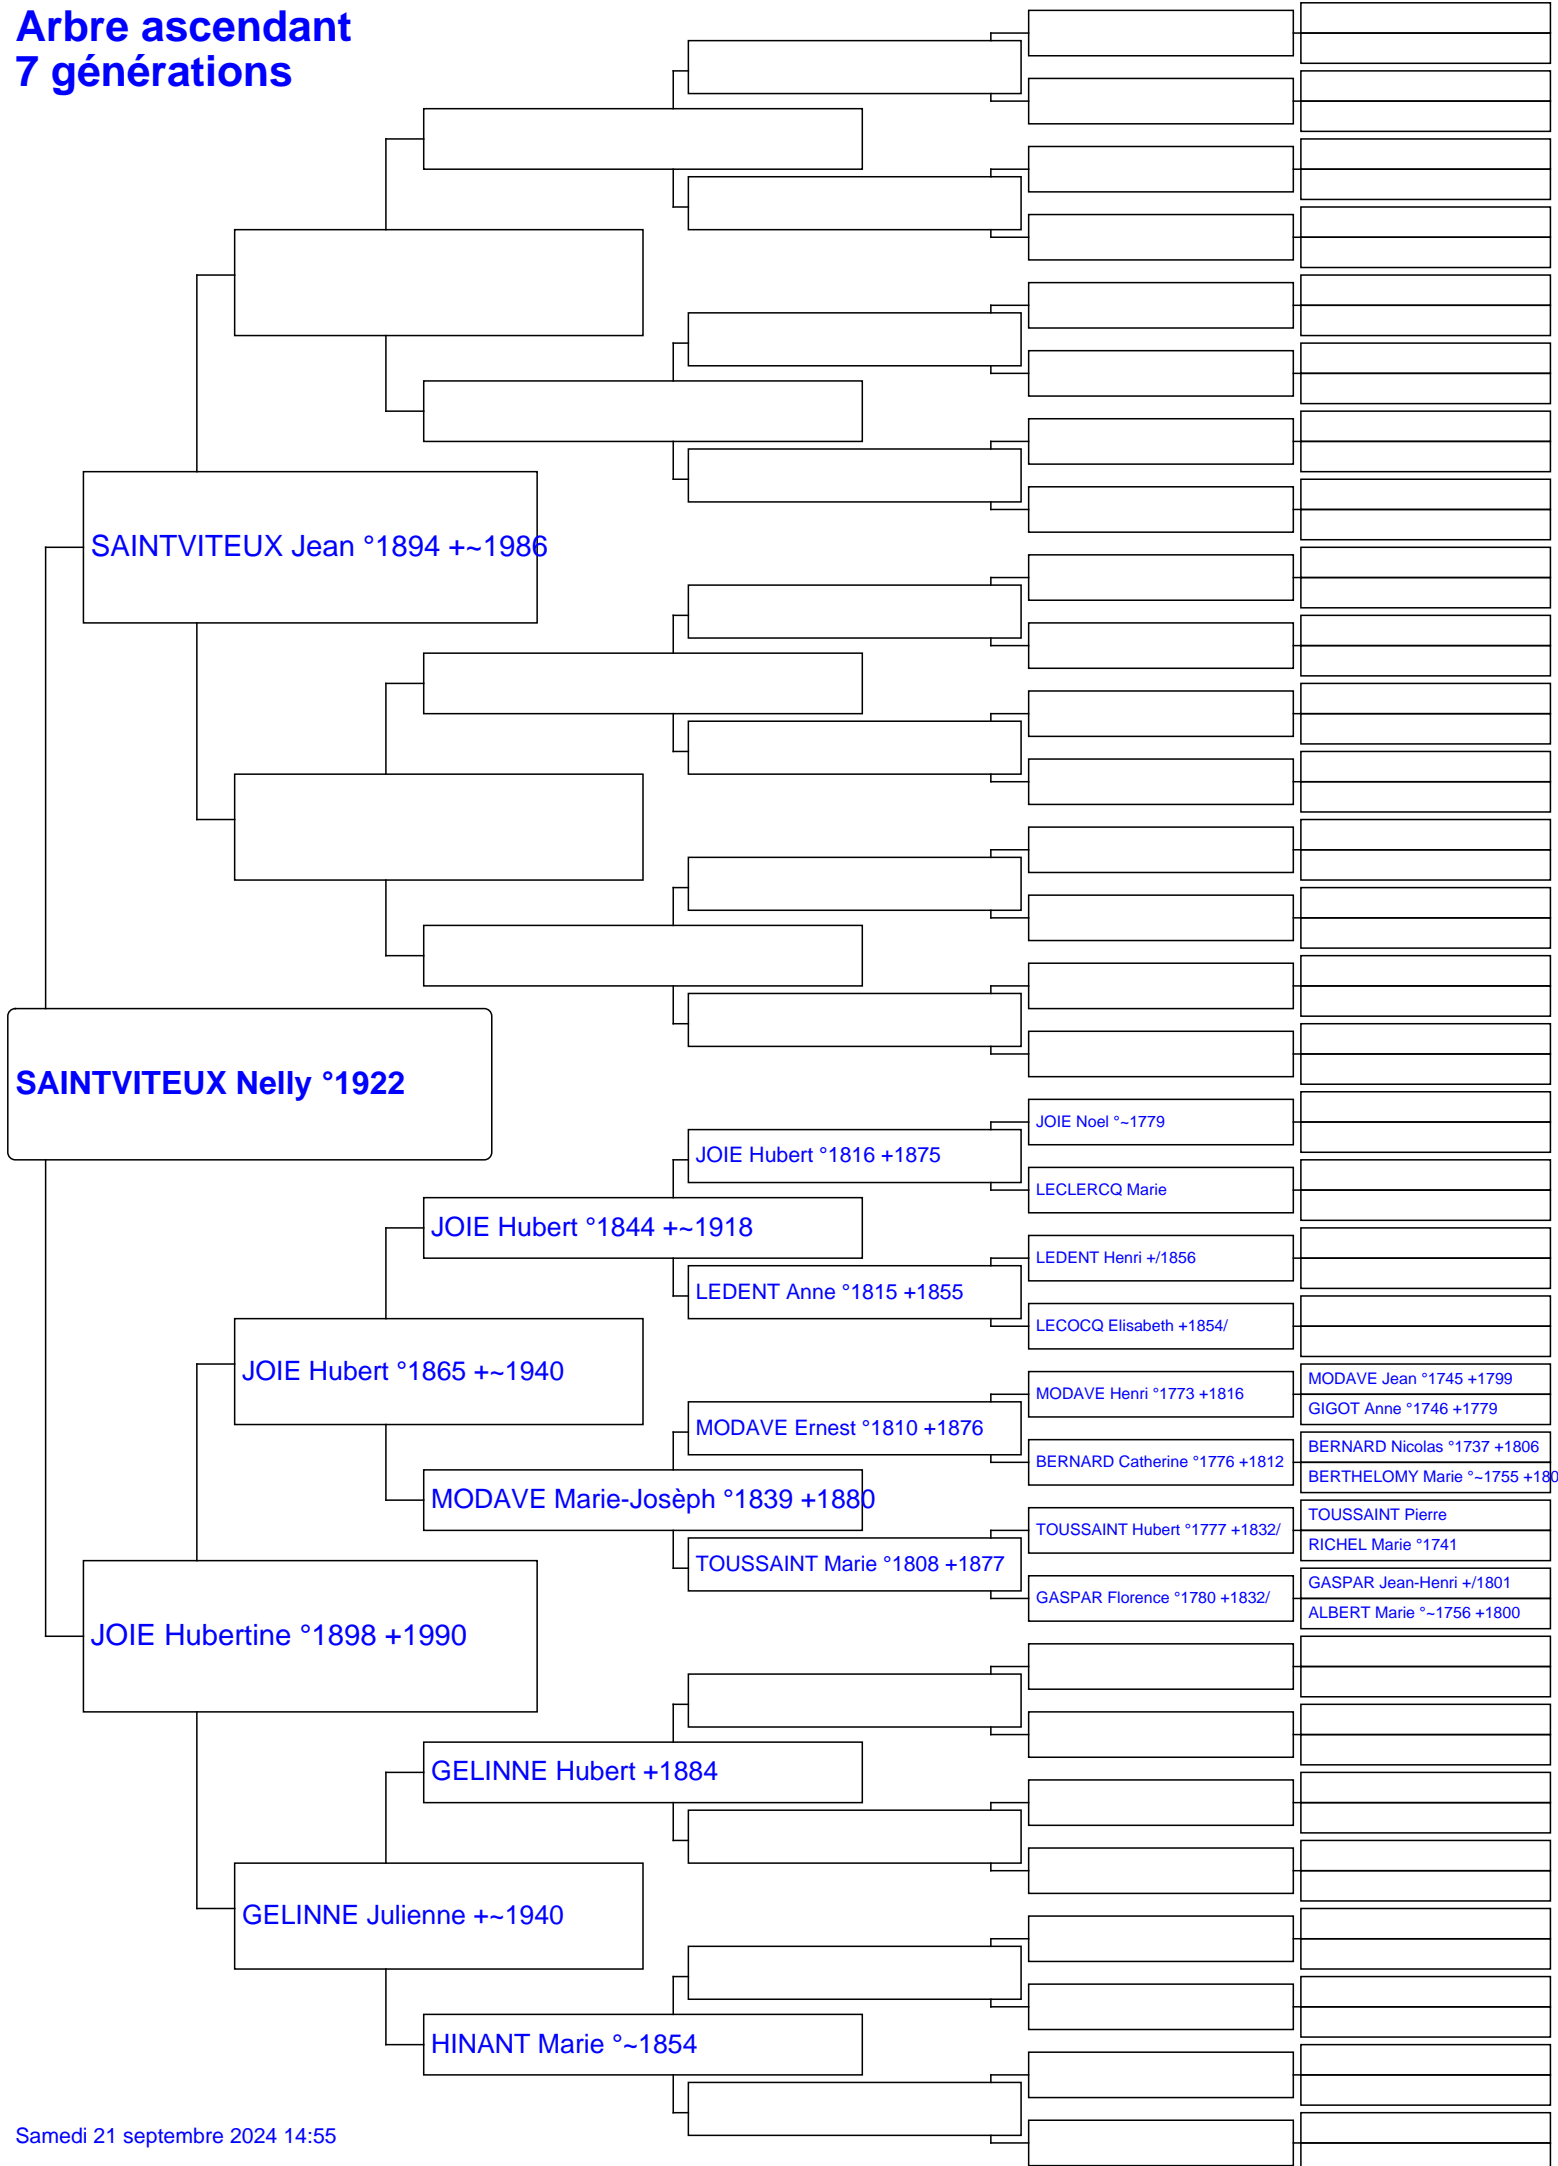 Arbre ascendant
7 générations
SAINTVITEUX Jean °1894 +~1986
SAINTVITEUX Nelly °1922
JOIE Noel °~1779
JOIE Hubert °1816 +1875
LECLERCQ Marie
JOIE Hubert °1844 +~1918
LEDENT Henri +/1856
LEDENT Anne °1815 +1855
LECOCQ Elisabeth +1854/
JOIE Hubert °1865 +~1940
MODAVE Jean °1745 +1799
MODAVE Henri °1773 +1816
GIGOT Anne °1746 +1779
MODAVE Ernest °1810 +1876
BERNARD Nicolas °1737 +1806
BERNARD Catherine °1776 +1812
BERTHELOMY Marie °~1755 +180
MODAVE Marie-Josèph °1839 +1880
TOUSSAINT Pierre
TOUSSAINT Hubert °1777 +1832/
RICHEL Marie °1741
TOUSSAINT Marie °1808 +1877
GASPAR Jean-Henri +/1801
GASPAR Florence °1780 +1832/
ALBERT Marie °~1756 +1800
JOIE Hubertine °1898 +1990
GELINNE Hubert +1884
GELINNE Julienne +~1940
HINANT Marie °~1854
Samedi 21 septembre 2024 14:55